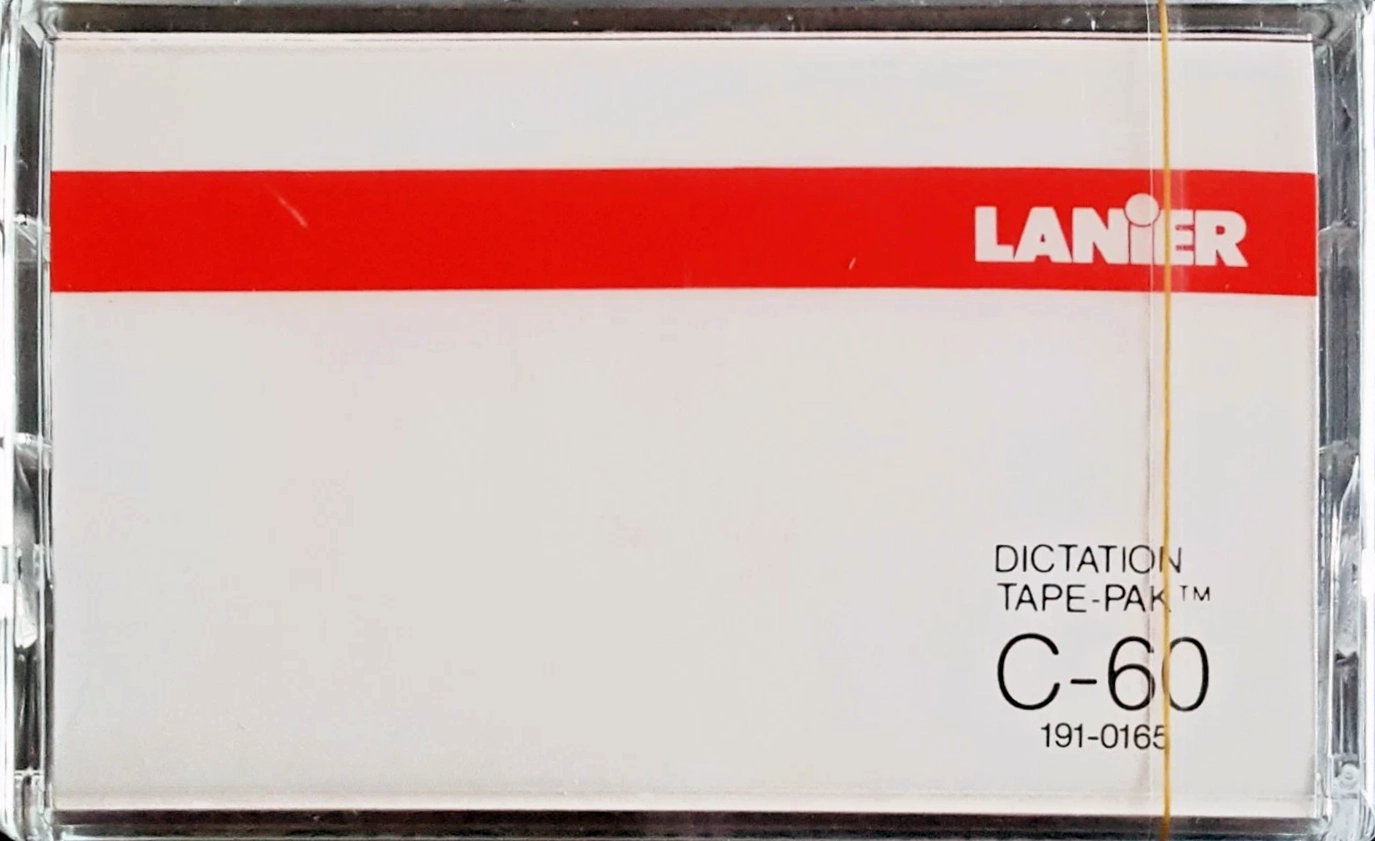 LANiER
DICTATION
TAPE-PAK™
C-60
191-0165